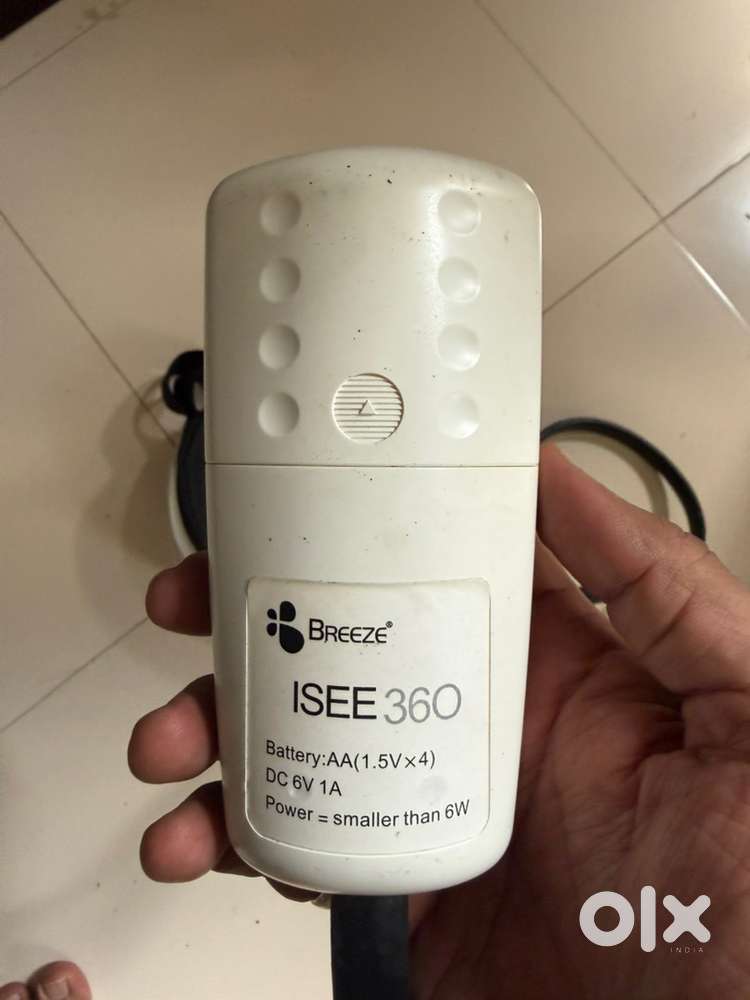 BREEZE®
ISEE 360
Battery:AA(1.5V×4)
DC 6V 1A
Power = smaller than 6W
olx
INDIA